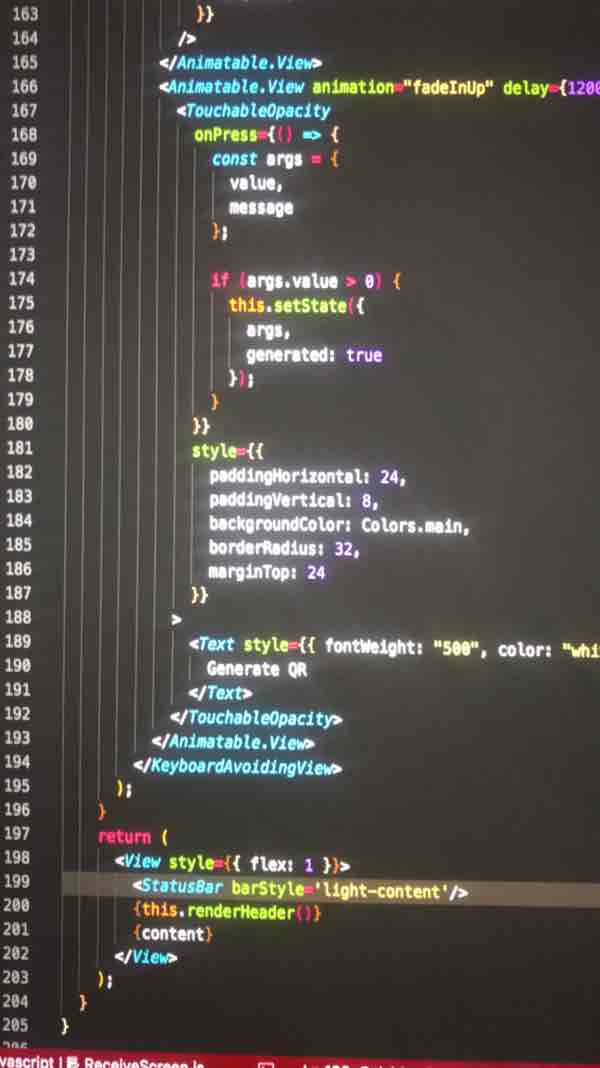 163 }}
164 />
165 </Animatable.View>
166 <Animatable.View animation="fadeInUp" delay={1200
167 <TouchableOpacity
168 onPress={() => {
169 const args = {
170 value,
171 message
172 };
173
174 if (args.value > 0) {
175 this.setState({
176 args,
177 generated: true
178 });
179 }
180 }}
181 style={{
182 paddingHorizontal: 24,
183 paddingVertical: 8,
184 backgroundColor: Colors.main,
185 borderRadius: 32,
186 marginTop: 24
187 }}
188 >
189 <Text style={{ fontWeight: "500", color: "whi
190 Generate QR
191 </Text>
192 </TouchableOpacity>
193 </Animatable.View>
194 </KeyboardAvoidingView>
195 );
196 }
197 return (
198 <View style={{ flex: 1 }}>
199 <StatusBar barStyle='light-content'/>
200 {this.renderHeader()}
201 {content}
202 </View>
203 );
204 }
205 }
vascript | ReceiveScreen.js